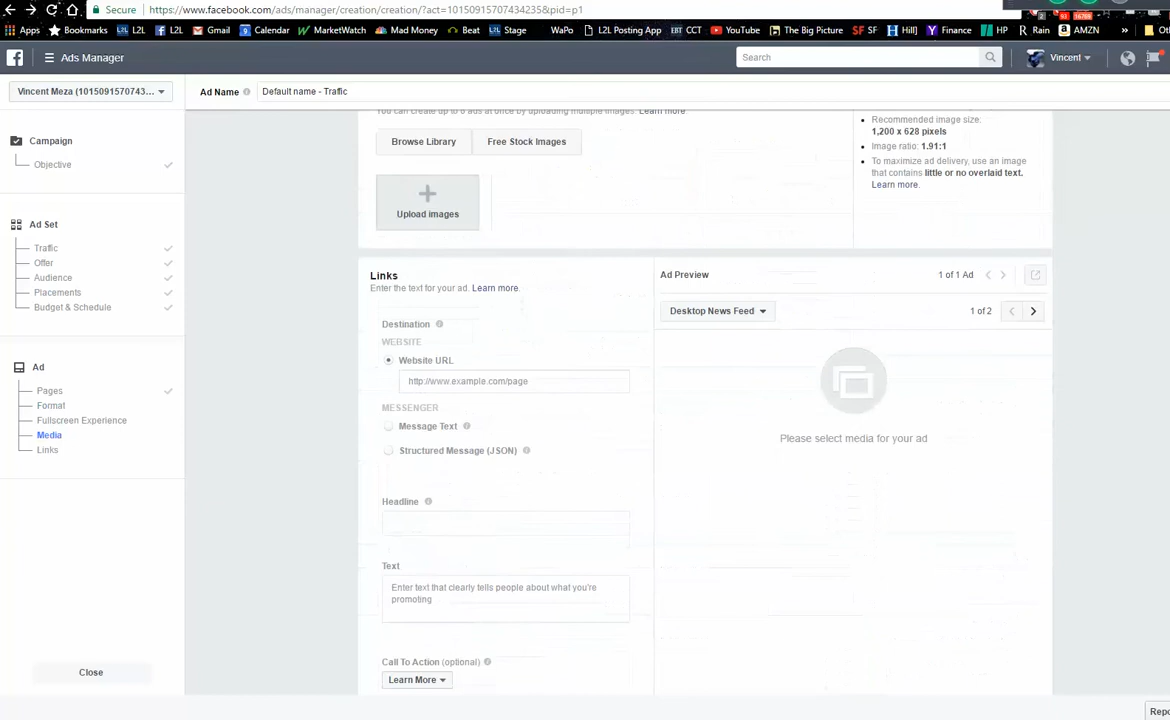 Secure
https://www.facebook.com/ads/manager/creation/creation/?act=10150915707434235&pid=p1
Apps Bookmarks L2L L2L L2L Gmail Calendar MarketWatch Mad Money Beat L2L Stage WaPo L2L Posting App EBT CCT YouTube The Big Picture SF SF Hill] Finance HP Rain AMZN »
Ads Manager
Search
Vincent
Vincent Meza (1015091570743...
Ad Name
Default name - Traffic
Campaign
Objective
Ad Set
Traffic
Offer
Audience
Placements
Budget & Schedule
Ad
Pages
Format
Fullscreen Experience
Media
Links
Close
You can create up to 6 ads at once by uploading multiple images. Learn more.
Browse Library
Free Stock Images
Upload images
Recommended image size:
1,200 x 628 pixels
Image ratio: 1.91:1
To maximize ad delivery, use an
image that contains little or no overlaid text.
Learn more.
Links
Enter the text for your ad. Learn more.
Destination
WEBSITE
Website URL
http://www.example.com/page
MESSENGER
Message Text
Structured Message (JSON)
Headline
Text
Enter text that clearly tells people about what you're
promoting
Call To Action (optional)
Learn More
Ad Preview
1 of 1 Ad
Desktop News Feed
1 of 2
Please select media for your ad
Repo